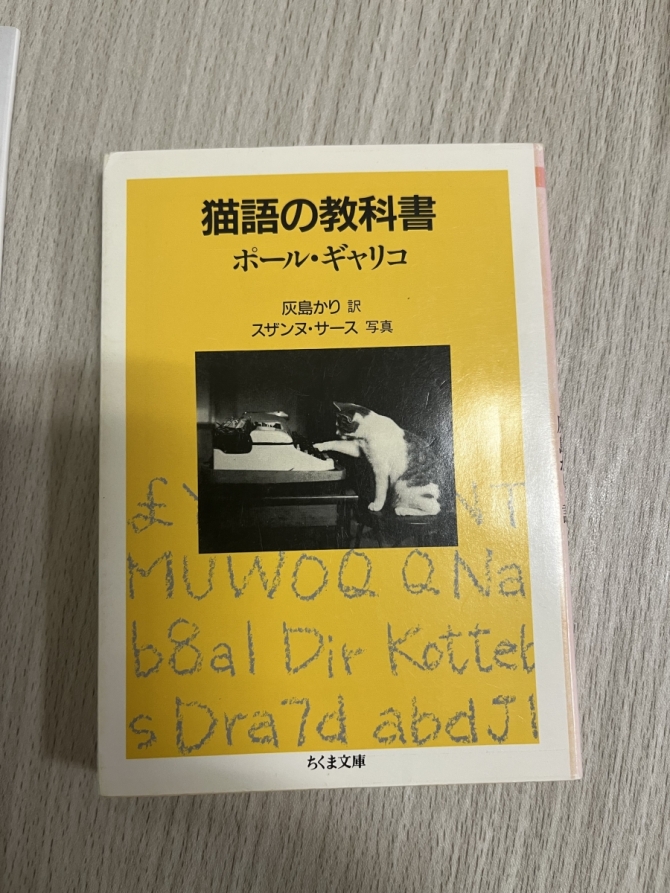 猫語の教科書
ポール・ギャリコ
灰島かり 訳
スザンヌ・サース 写真
£ NT
MUWOQ QNa
b8al Dir Kotteb
sDra7d abdJ!
ちくま文庫